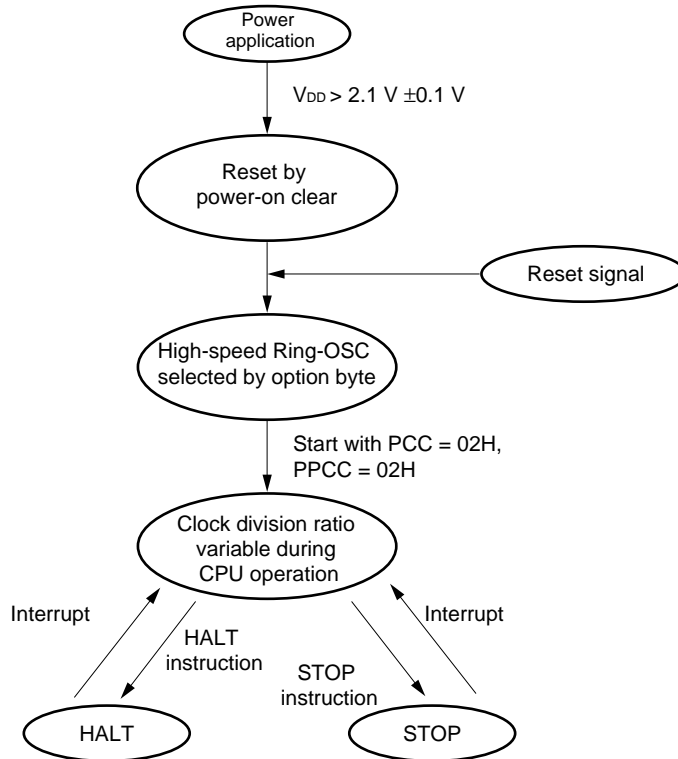 Power
application
VDD > 2.1 V ±0.1 V
Reset by
power-on clear
Reset signal
High-speed Ring-OSC
selected by option byte
Start with PCC = 02H,
PPCC = 02H
Clock division ratio
variable during
CPU operation
Interrupt
HALT
instruction
STOP
instruction
Interrupt
HALT
STOP